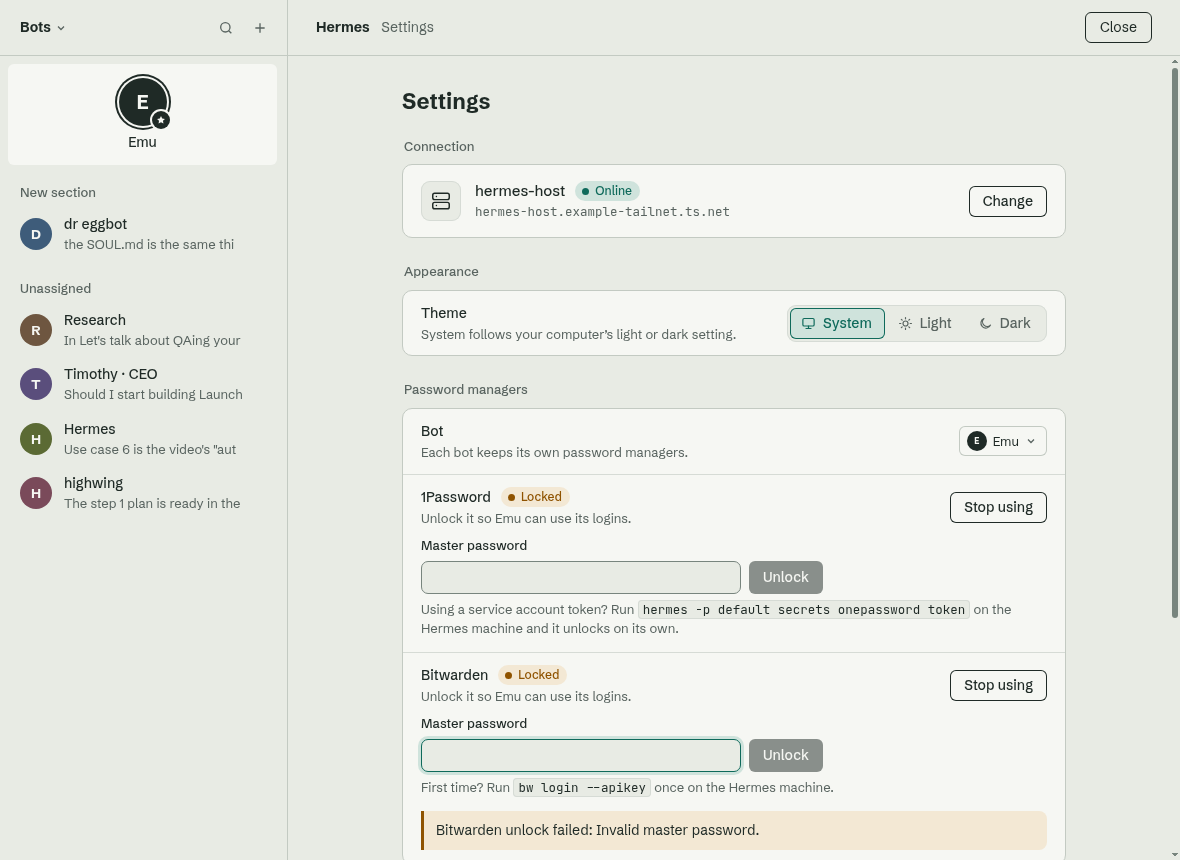 Bots
Hermes Settings
Close
E
Emu
New section
D
dr eggbot
the SOUL.md is the same thi
Unassigned
R
Research
In Let's talk about QAing your
T
Timothy · CEO
Should I start building Launch
H
Hermes
Use case 6 is the video's "aut
H
highwing
The step 1 plan is ready in the
Settings
Connection
hermes-host Online
hermes-host.example-tailnet.ts.net
Change
Appearance
Theme
System follows your computer's light or dark setting.
System Light Dark
Password managers
Bot
Each bot keeps its own password managers.
E Emu
1Password Locked
Unlock it so Emu can use its logins.
Stop using
Master password
Unlock
Using a service account token? Run hermes -p default secrets onepassword token on the
Hermes machine and it unlocks on its own.
Bitwarden Locked
Unlock it so Emu can use its logins.
Stop using
Master password
Unlock
First time? Run bw login --apikey once on the Hermes machine.
Bitwarden unlock failed: Invalid master password.